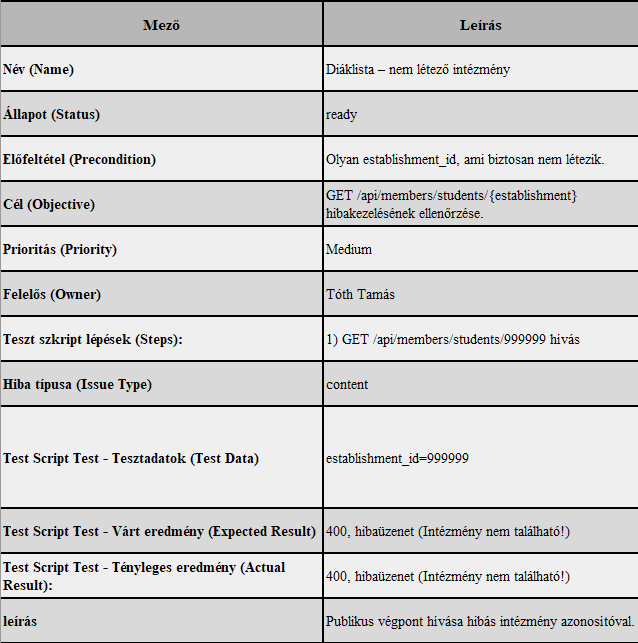 Mező Leírás
Név (Name) Diáklista – nem létező intézmény
Állapot (Status) ready
Előfeltétel (Precondition) Olyan establishment_id, ami biztosan nem létezik.
Cél (Objective) GET /api/members/students/{establishment}
hibakezelésének ellenőrzése.
Prioritás (Priority) Medium
Felelős (Owner) Tóth Tamás
Teszt szkript lépések (Steps): 1) GET /api/members/students/999999 hívás
Hiba típusa (Issue Type) content
Test Script Test - Tesztadatok (Test Data) establishment_id=999999
Test Script Test - Várt eredmény (Expected Result) 400, hibaüzenet (Intézmény nem található!)
Test Script Test - Tényleges eredmény (Actual
Result): 400, hibaüzenet (Intézmény nem található!)
leírás Publikus végpont hívása hibás intézmény azonosítóval.